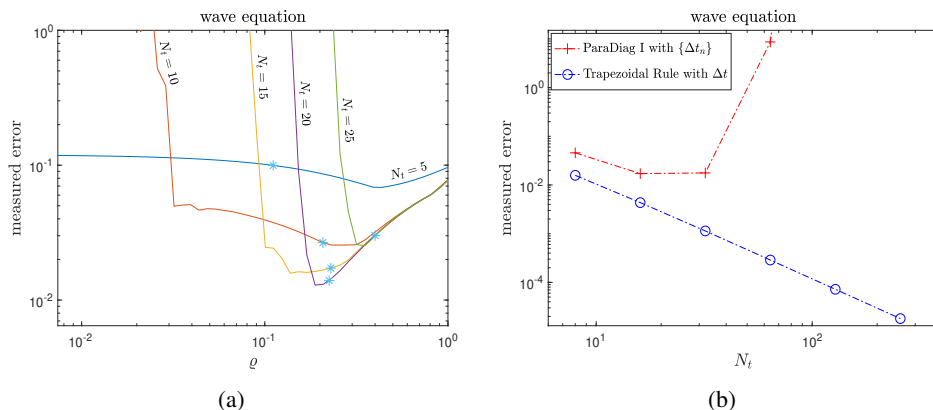 wave equation
10^0
10^-1
10^-2
measured error
N_t = 10
N_t = 15
N_t = 20
N_t = 25
N_t = 5
10^-2
10^-1
10^0
ϱ
(a)
wave equation
ParaDiag I with {Δt_n}
Trapezoidal Rule with Δt
10^0
10^-2
10^-4
measured error
10^1
10^2
N_t
(b)